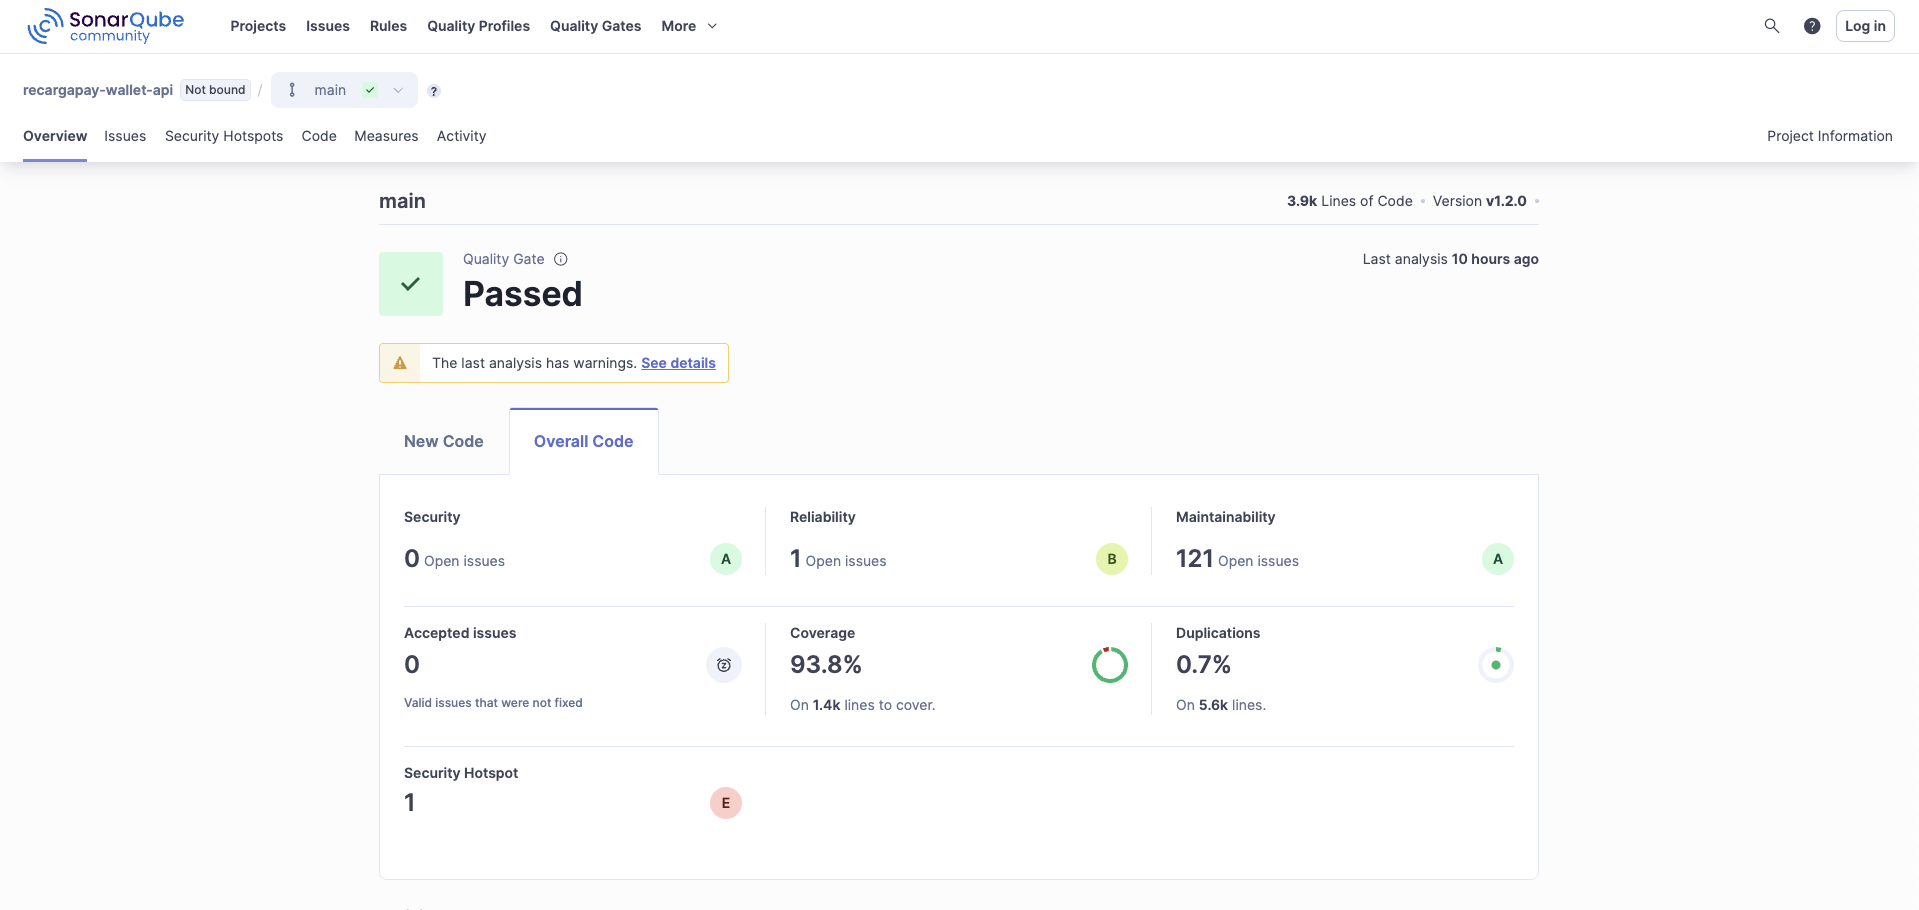 SonarQube community
Projects Issues Rules Quality Profiles Quality Gates More
? Log in
recargapay-wallet-api Not bound / main ?
Overview Issues Security Hotspots Code Measures Activity Project Information
main
3.9k Lines of Code • Version v1.2.0 •
Quality Gate
Passed
Last analysis 10 hours ago
The last analysis has warnings. See details
New Code Overall Code
Security Reliability Maintainability
0 Open issues A 1 Open issues B 121 Open issues A
Accepted issues Coverage Duplications
0 93.8% 0.7%
Valid issues that were not fixed On 1.4k lines to cover. On 5.6k lines.
Security Hotspot
1 E